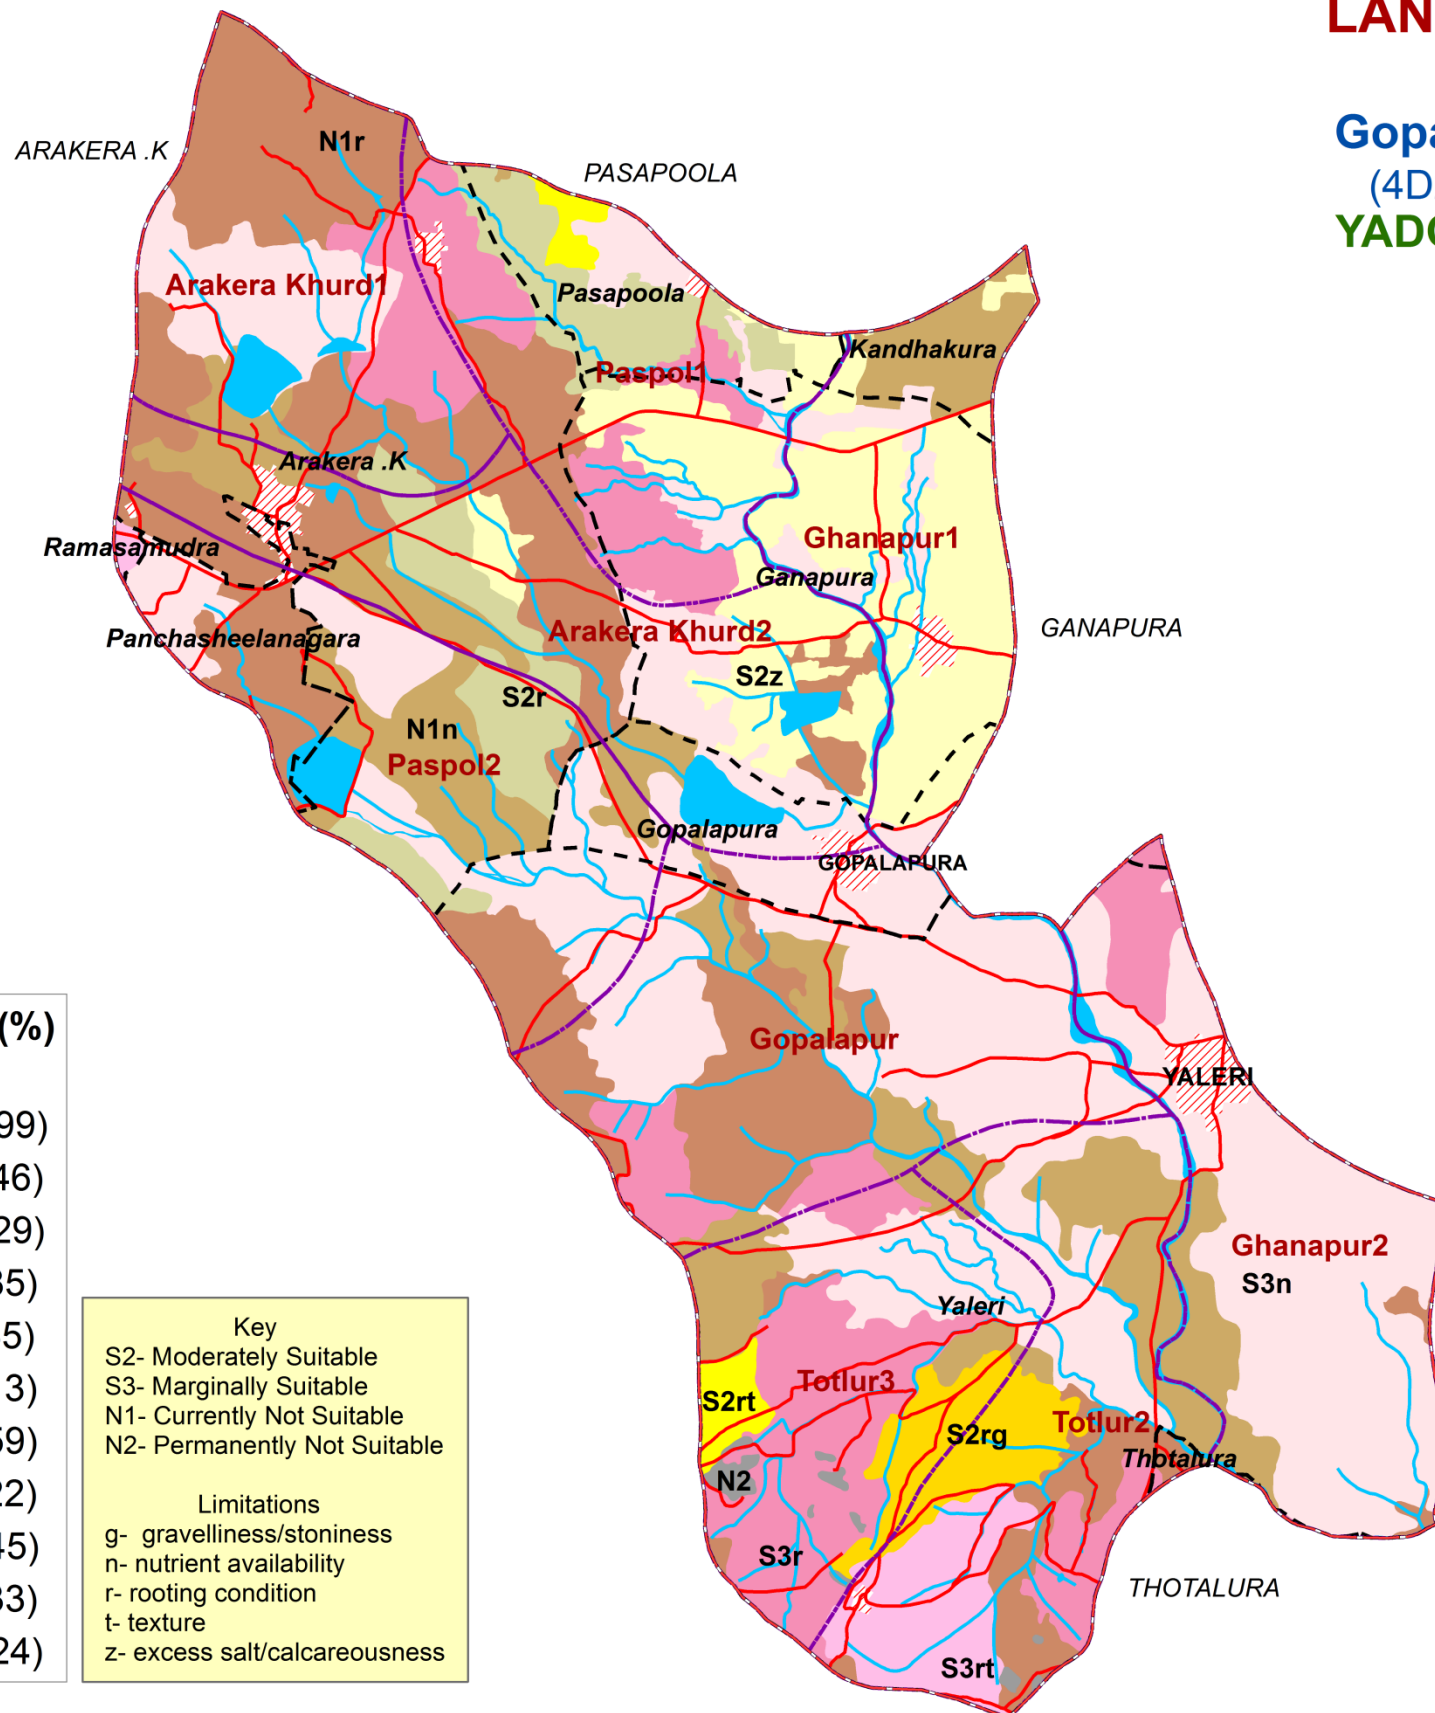 LAN
Gopa
(4D
YADG
ARAKERA .K
N1r
PASAPOOLA
Arakera Khurd1
Pasapoola
Kandhakura
Paspol1
Arakera .K
Ghanapur1
Ramasamudra
Ganapura
Panchasheelanagara
Arakera Khurd2
GANAPURA
S2z
S2r
N1n
Paspol2
Gopalapura
GOPALAPURA
Gopalapur
YALERI
Ghanapur2
S3n
Yaleri
Totlur3
S2rt
S2rg
Totlur2
Thotalura
N2
S3r
THOTALURA
S3rt
(%)
99)
46)
29)
35)
5)
3)
59)
22)
45)
33)
24)
Key
S2- Moderately Suitable
S3- Marginally Suitable
N1- Currently Not Suitable
N2- Permanently Not Suitable
Limitations
g- gravelliness/stoniness
n- nutrient availability
r- rooting condition
t- texture
z- excess salt/calcareousness